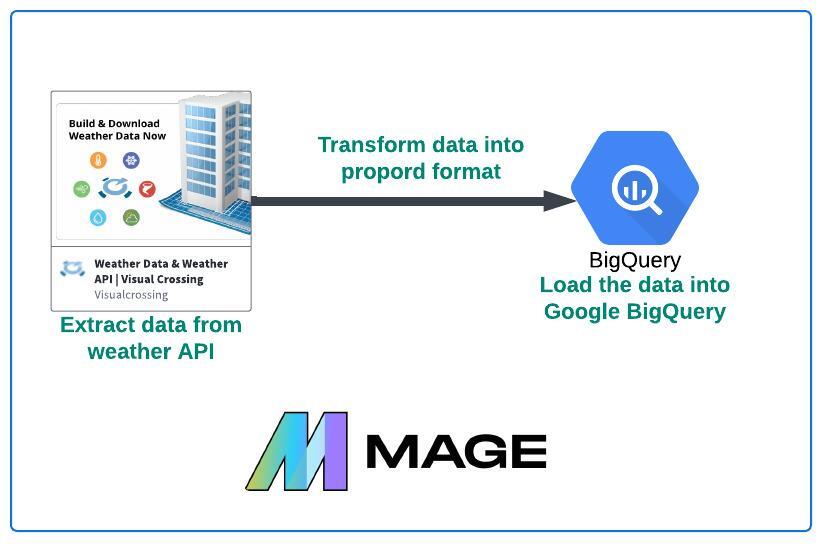 Build & Download
Weather Data Now
Weather Data & Weather
API | Visual Crossing
Visualcrossing
Extract data from
weather API
Transform data into
propord format
BigQuery
Load the data into
Google BigQuery
MAGE